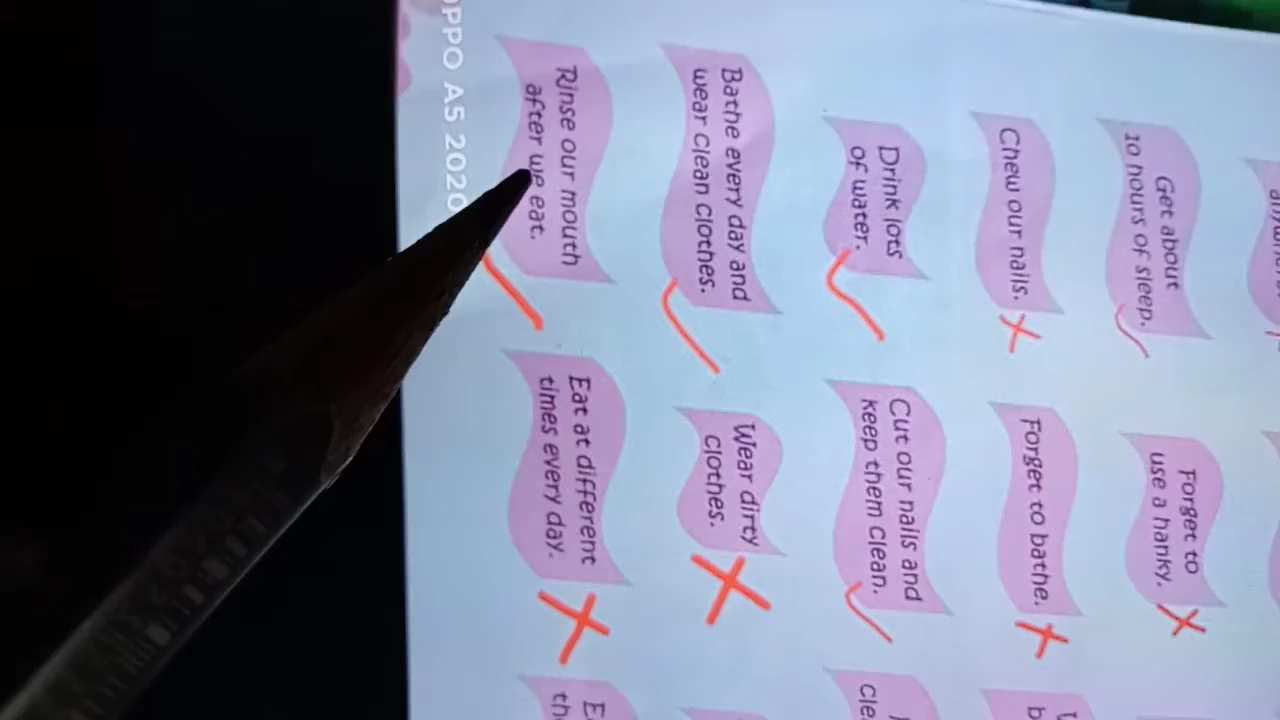 Get about
10 hours of sleep.
Forget to
use a hanky.
Chew our nails.
Forget to bathe.
Drink lots
of water.
Cut our nails and
keep them clean.
Bathe every day and
wear clean clothes.
Wear dirty
clothes.
Rinse our mouth
after we eat.
Eat at different
times every day.
OPPO A5 2020